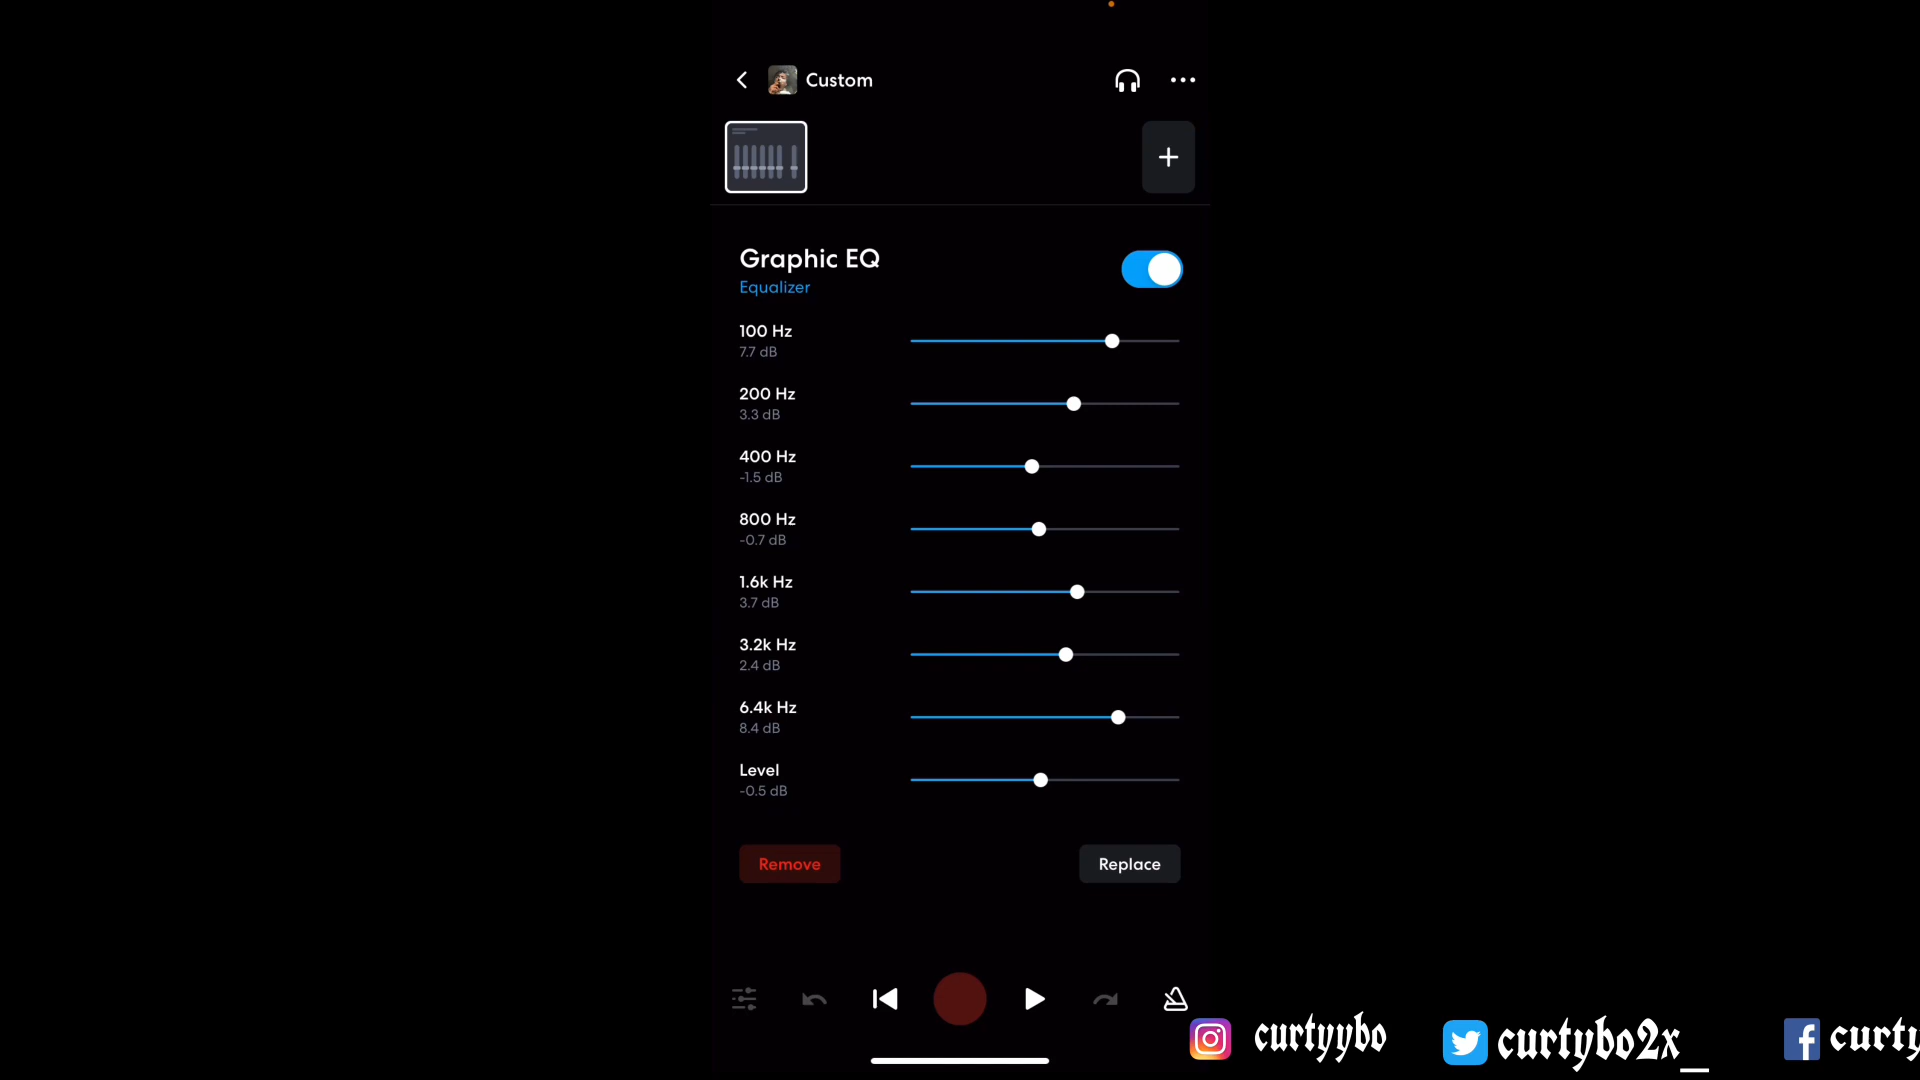 Custom
Graphic EQ
Equalizer
100 Hz
7.7 dB
200 Hz
3.3 dB
400 Hz
-1.5 dB
800 Hz
-0.7 dB
1.6k Hz
3.7 dB
3.2k Hz
2.4 dB
6.4k Hz
8.4 dB
Level
-0.5 dB
Remove Replace
curtyybo curtybo2x_ curty